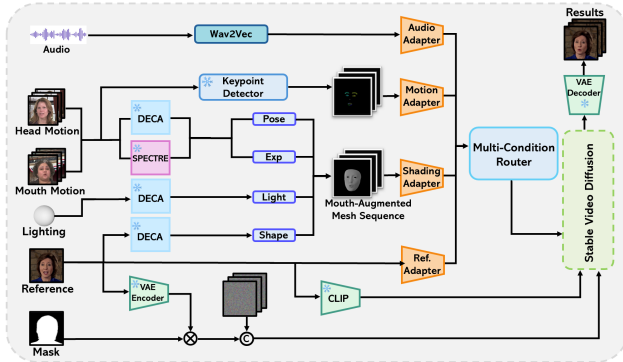 Results
Audio
Wav2Vec
Audio
Adapter
VAE
Decoder
Keypoint
Detector
Motion
Adapter
Head Motion
DECA
Pose
SPECTRE
Exp
Mouth Motion
Multi-Condition
Router
Shading
Adapter
Stable Video Diffusion
DECA
Light
Mouth-Augmented
Mesh Sequence
Lighting
DECA
Shape
Ref.
Adapter
Reference
VAE
Encoder
CLIP
C
Mask